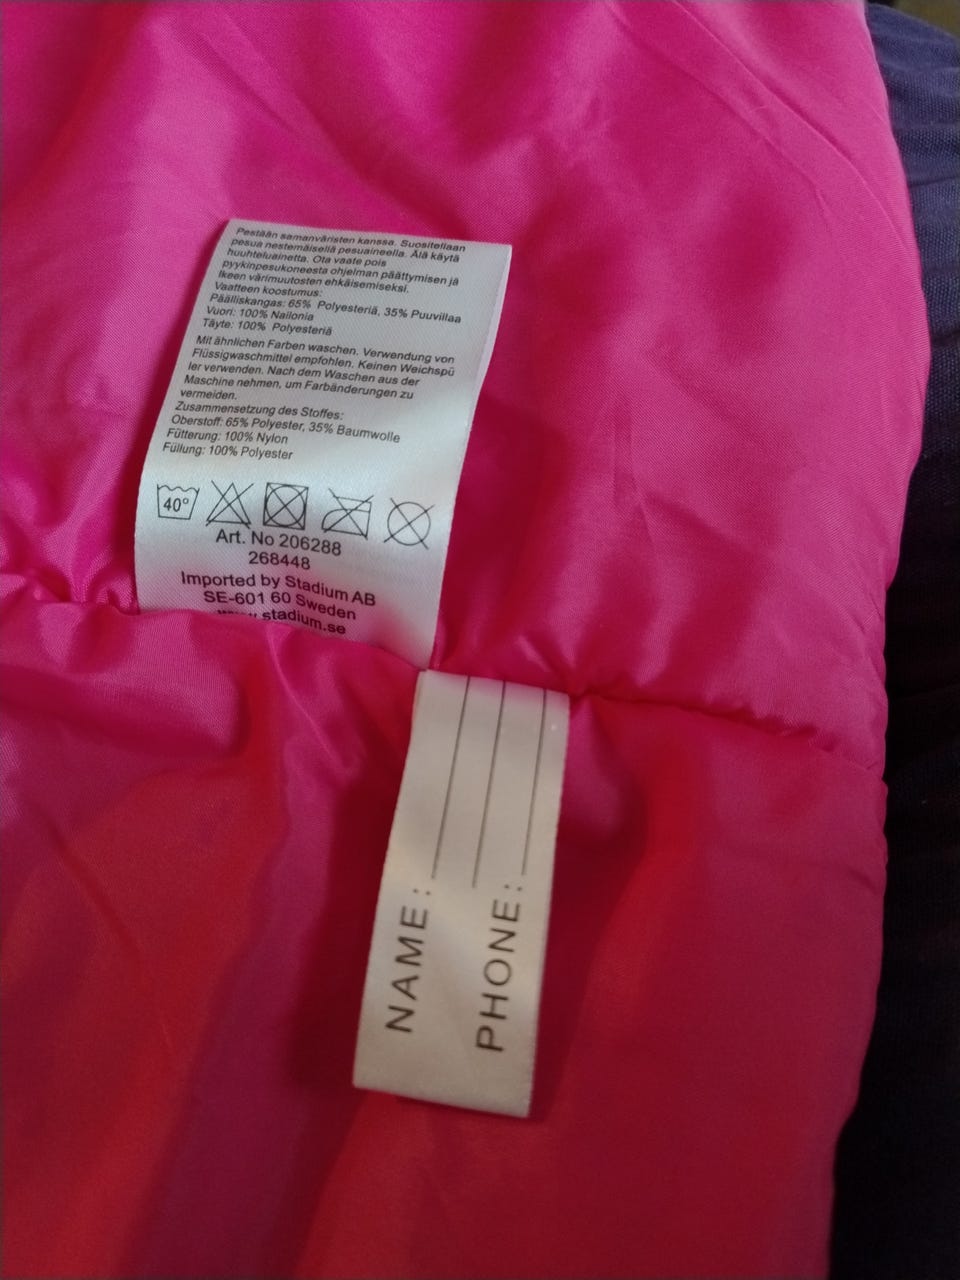 Pestään samanväristen kanssa. Suositellaan
pesua nestemäisellä pesuaineella. Älä käytä
huuhteluainetta. Ota vaate pois
pyykinpesukoneesta ohjelman päättymisen jä
lkeen värimuutosten ehkäisemiseksi.
Vaatteen koostumus:
Päälliskangas: 65% Polyesteriä, 35% Puuvillaa
Vuori: 100% Nailonia
Täyte: 100% Polyesteriä
Mit ähnlichen Farben waschen. Verwendung von
Flüssigwaschmittel empfohlen. Keinen Weichspü
ler verwenden. Nach dem Waschen aus der
Maschine nehmen, um Farbänderungen zu
vermeiden.
Zusammensetzung des Stoffes:
Oberstoff: 65% Polyester, 35% Baumwolle
Fütterung: 100% Nylon
Füllung: 100% Polyester
40°
Art. No 206288
268448
Imported by Stadium AB
SE-601 60 Sweden
www.stadium.se
NAME:
PHONE: